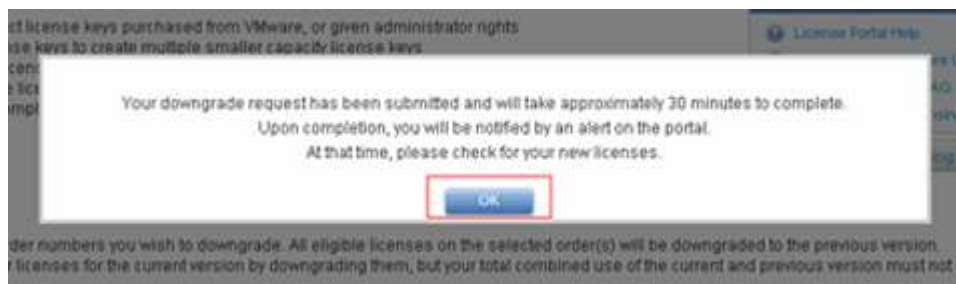 ct license keys purchased from VMware, or given administrator rights
nse keys to create multiple smaller capacity license keys
License Portal Help
Your downgrade request has been submitted and will take approximately 30 minutes to complete.
Upon completion, you will be notified by an alert on the portal.
At that time, please check for your new licenses.
OK
der numbers you wish to downgrade. All eligible licenses on the selected order(s) will be downgraded to the previous version.
r licenses for the current version by downgrading them, but your total combined use of the current and previous version must not